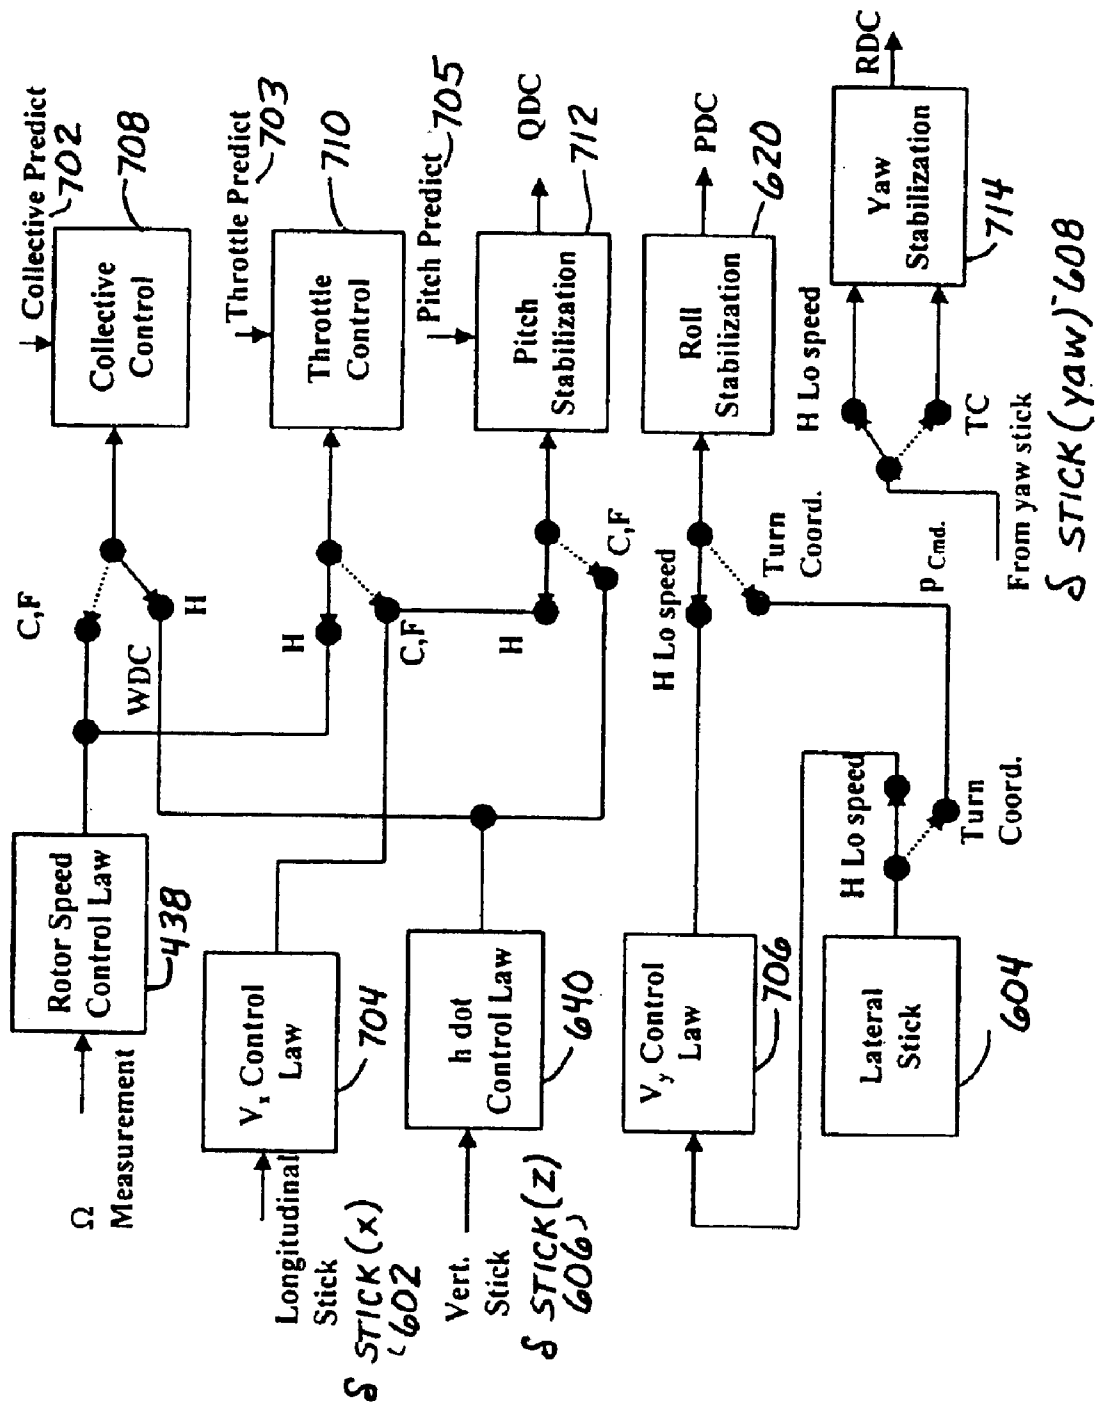 Ω
Measurement
Rotor Speed
Control Law
438
C,F
WDC
H
Collective Predict
702
Collective
Control
708
Longitudinal
Stick
δ STICK (x)
602
Vx Control
Law
704
H
C,F
Throttle Predict
703
Throttle
Control
710
Vert.
Stick
δ STICK (z)
606
h dot
Control Law
640
H
C,F
Pitch Predict
705
Pitch
Stabilization
QDC
712
Vy Control
Law
706
H Lo speed
Turn
Coord.
Roll
Stabilization
PDC
620
Lateral
Stick
604
H Lo speed
Turn
Coord.
P Cmd.
From yaw stick
δ STICK (yaw) 608
H Lo speed
TC
Yaw
Stabilization
714
RDC